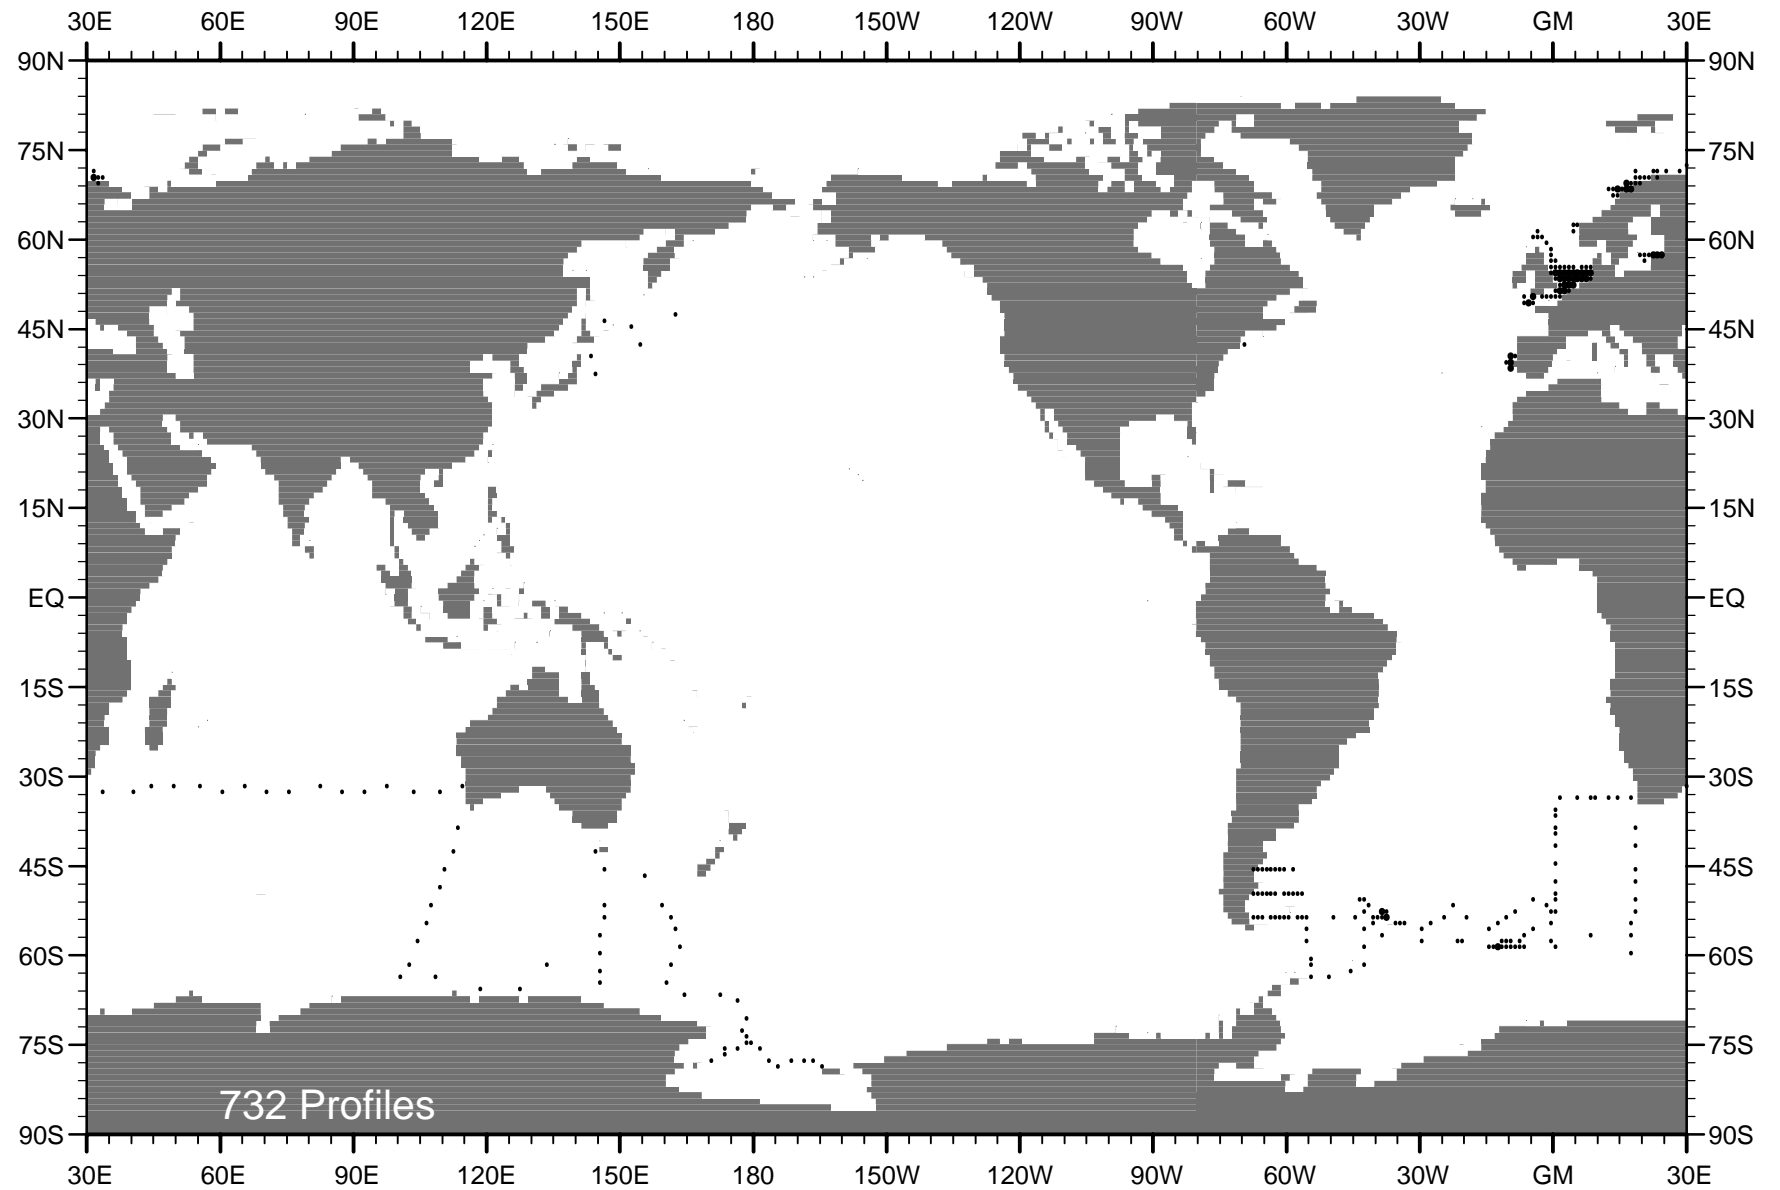 30E 60E 90E 120E 150E 180 150W 120W 90W 60W 30W GM 30E
90N 90N
75N 75N
60N 60N
45N 45N
30N 30N
15N 15N
EQ EQ
15S 15S
30S 30S
45S 45S
60S 60S
75S 75S
732 Profiles
90S 90S
30E 60E 90E 120E 150E 180 150W 120W 90W 60W 30W GM 30E